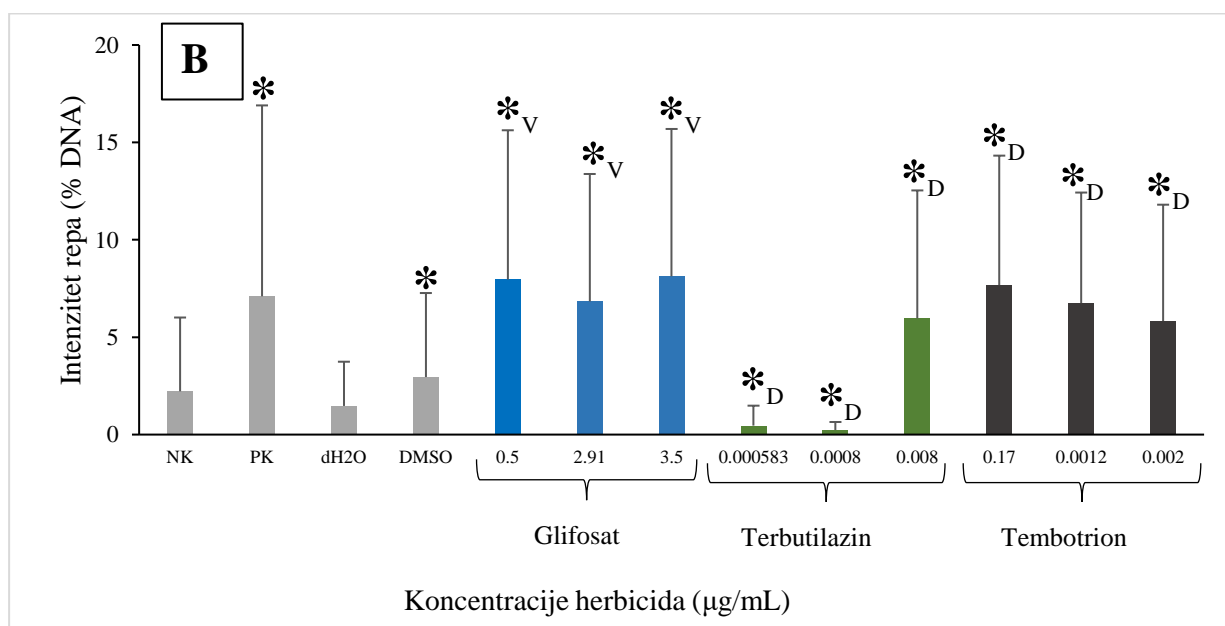 B
Intenzitet repa (% DNA)
20
15
10
5
0
*
*
*V
*V
*V
*D
*D
*D
*D
*D
*D
NK PK dH2O DMSO 0.5 2.91 3.5 0.000583 0.0008 0.008 0.17 0.0012 0.002
Glifosat Terbutilazin Tembotrion
Koncentracije herbicida (μg/mL)